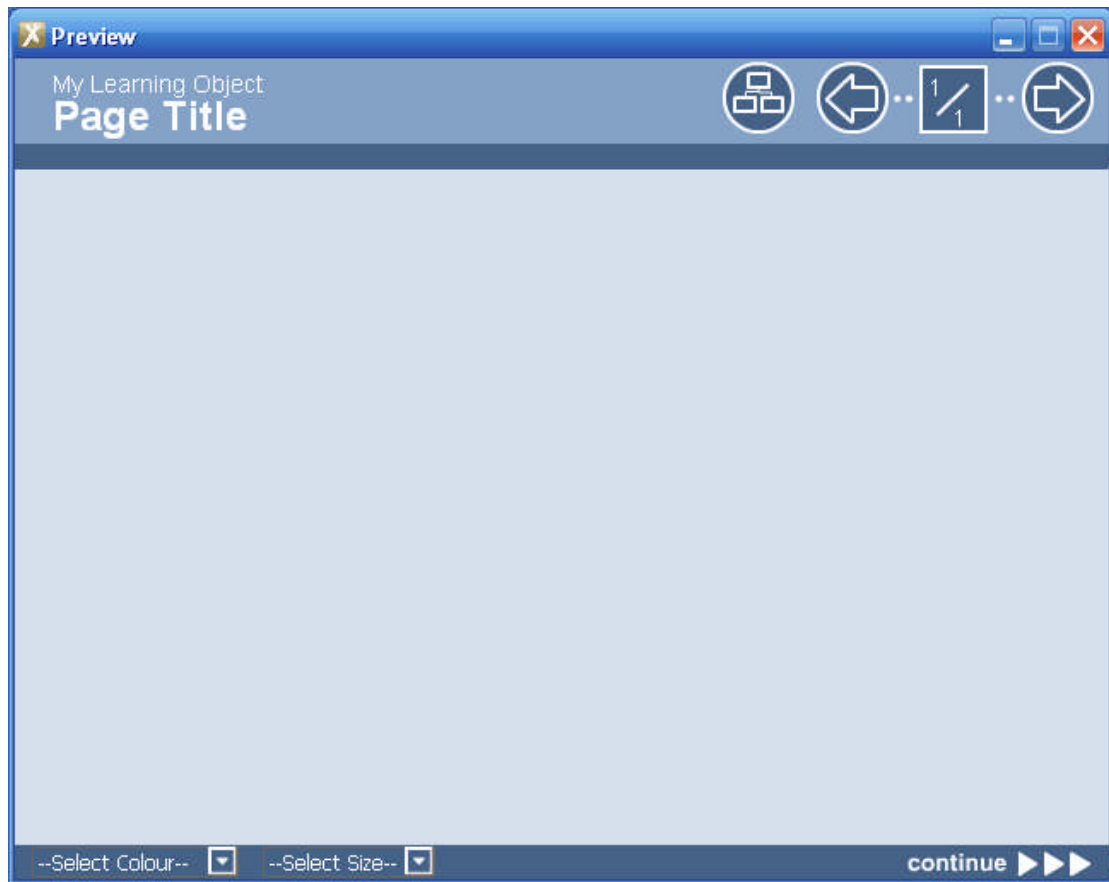 Preview
My Learning Object
Page Title
1/1
--Select Colour-- --Select Size-- continue